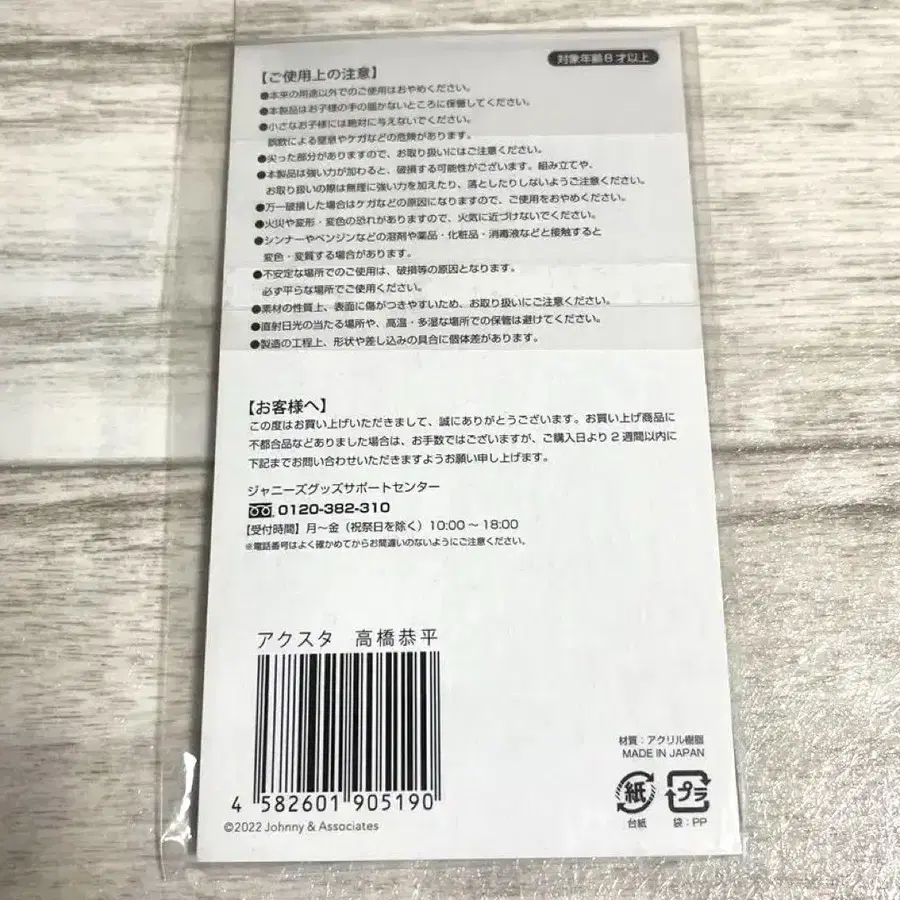 対象年齢8才以上
【ご使用上の注意】
●本来の用途以外でのご使用はおやめください。
●本製品はお子様の手の届かないところに保管してください。
●小さなお子様には絶対に与えないでください。
誤飲による窒息やケガなどの危険があります。
●尖った部分がありますので、お取り扱いにはご注意ください。
●本製品は強い力が加わると、破損する可能性がございます。組み立てや、
お取り扱いの際は無理に強い力を加えたり、落としたりしないようご注意ください。
●万一破損した場合はケガなどの原因になりますので、ご使用をおやめください。
●火災や変形・変色の恐れがありますので、火気に近づけないでください。
●シンナーやベンジンなどの溶剤や薬品・化粧品・消毒液などと接触すると
変色・変質する場合があります。
●不安定な場所でのご使用は、破損等の原因となります。
必ず平らな場所でご使用ください。
●素材の性質上、表面に傷がつきやすいため、お取り扱いにご注意ください。
●直射日光の当たる場所や、高温・多湿な場所での保管は避けてください。
●製造の工程上、形状や差し込みの具合に個体差があります。
【お客様へ】
この度はお買い上げいただきまして、誠にありがとうございます。お買い上げ商品に
不都合品などありました場合は、お手数ではございますが、ご購入日より2週間以内に
下記までお問い合わせいただきますようお願い申し上げます。
ジャニーズグッズサポートセンター
0120-382-310
【受付時間】月～金（祝祭日を除く）10:00～18:00
※電話番号はよく確かめてからお間違いのないようにご注意ください。
アクスタ 高橋恭平
4 582601 905190
©2022 Johnny & Associates
材質：アクリル樹脂
MADE IN JAPAN
紙 プラ
台紙 袋：PP